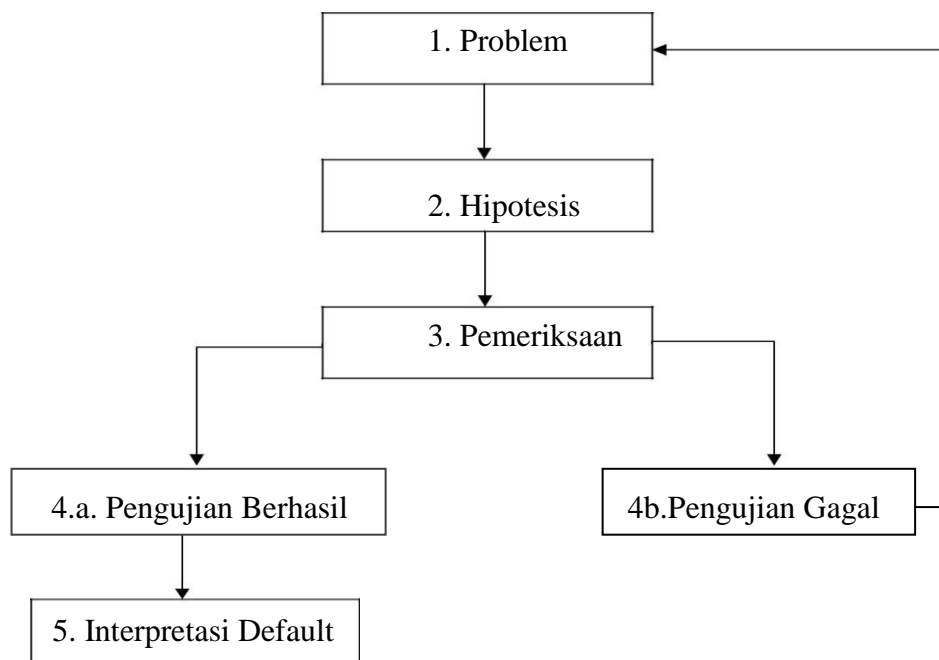 1. Problem
2. Hipotesis
3. Pemeriksaan
4.a. Pengujian Berhasil
4b.Pengujian Gagal
5. Interpretasi Default